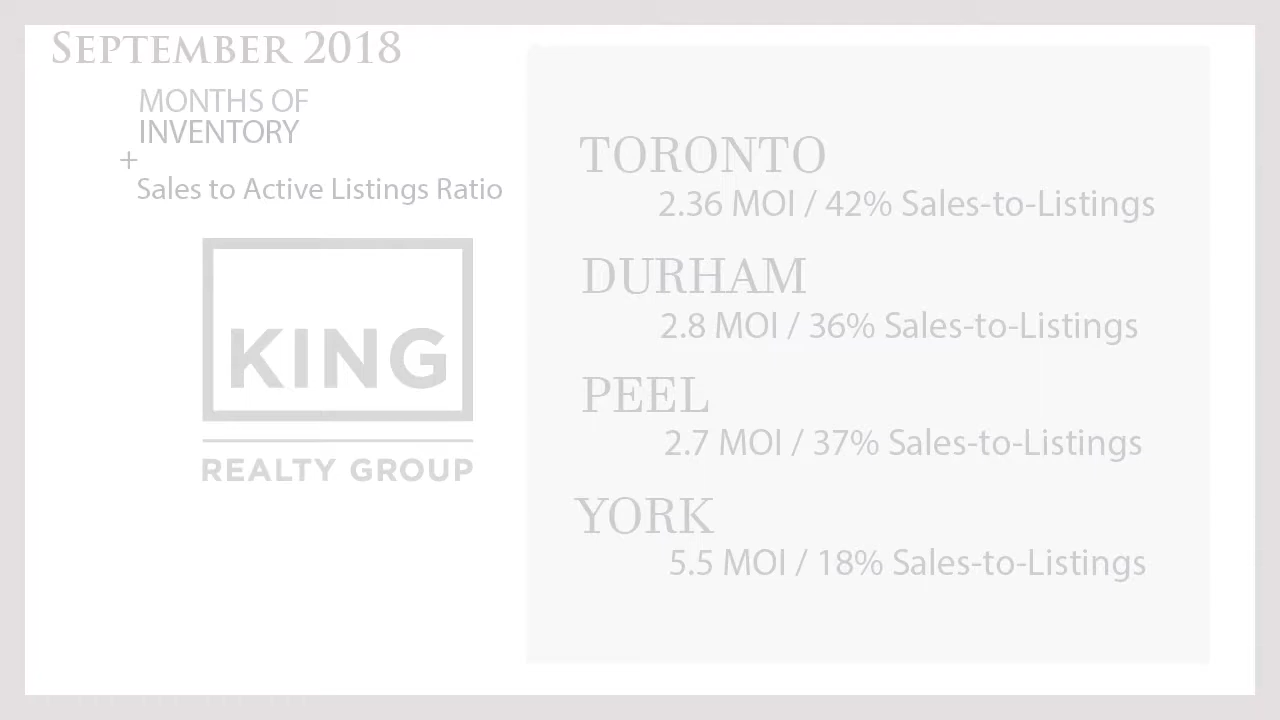 September 2018
MONTHS OF
INVENTORY
+
Sales to Active Listings Ratio
KING
REALTY GROUP
TORONTO
2.36 MOI / 42% Sales-to-Listings
DURHAM
2.8 MOI / 36% Sales-to-Listings
PEEL
2.7 MOI / 37% Sales-to-Listings
YORK
5.5 MOI / 18% Sales-to-Listings